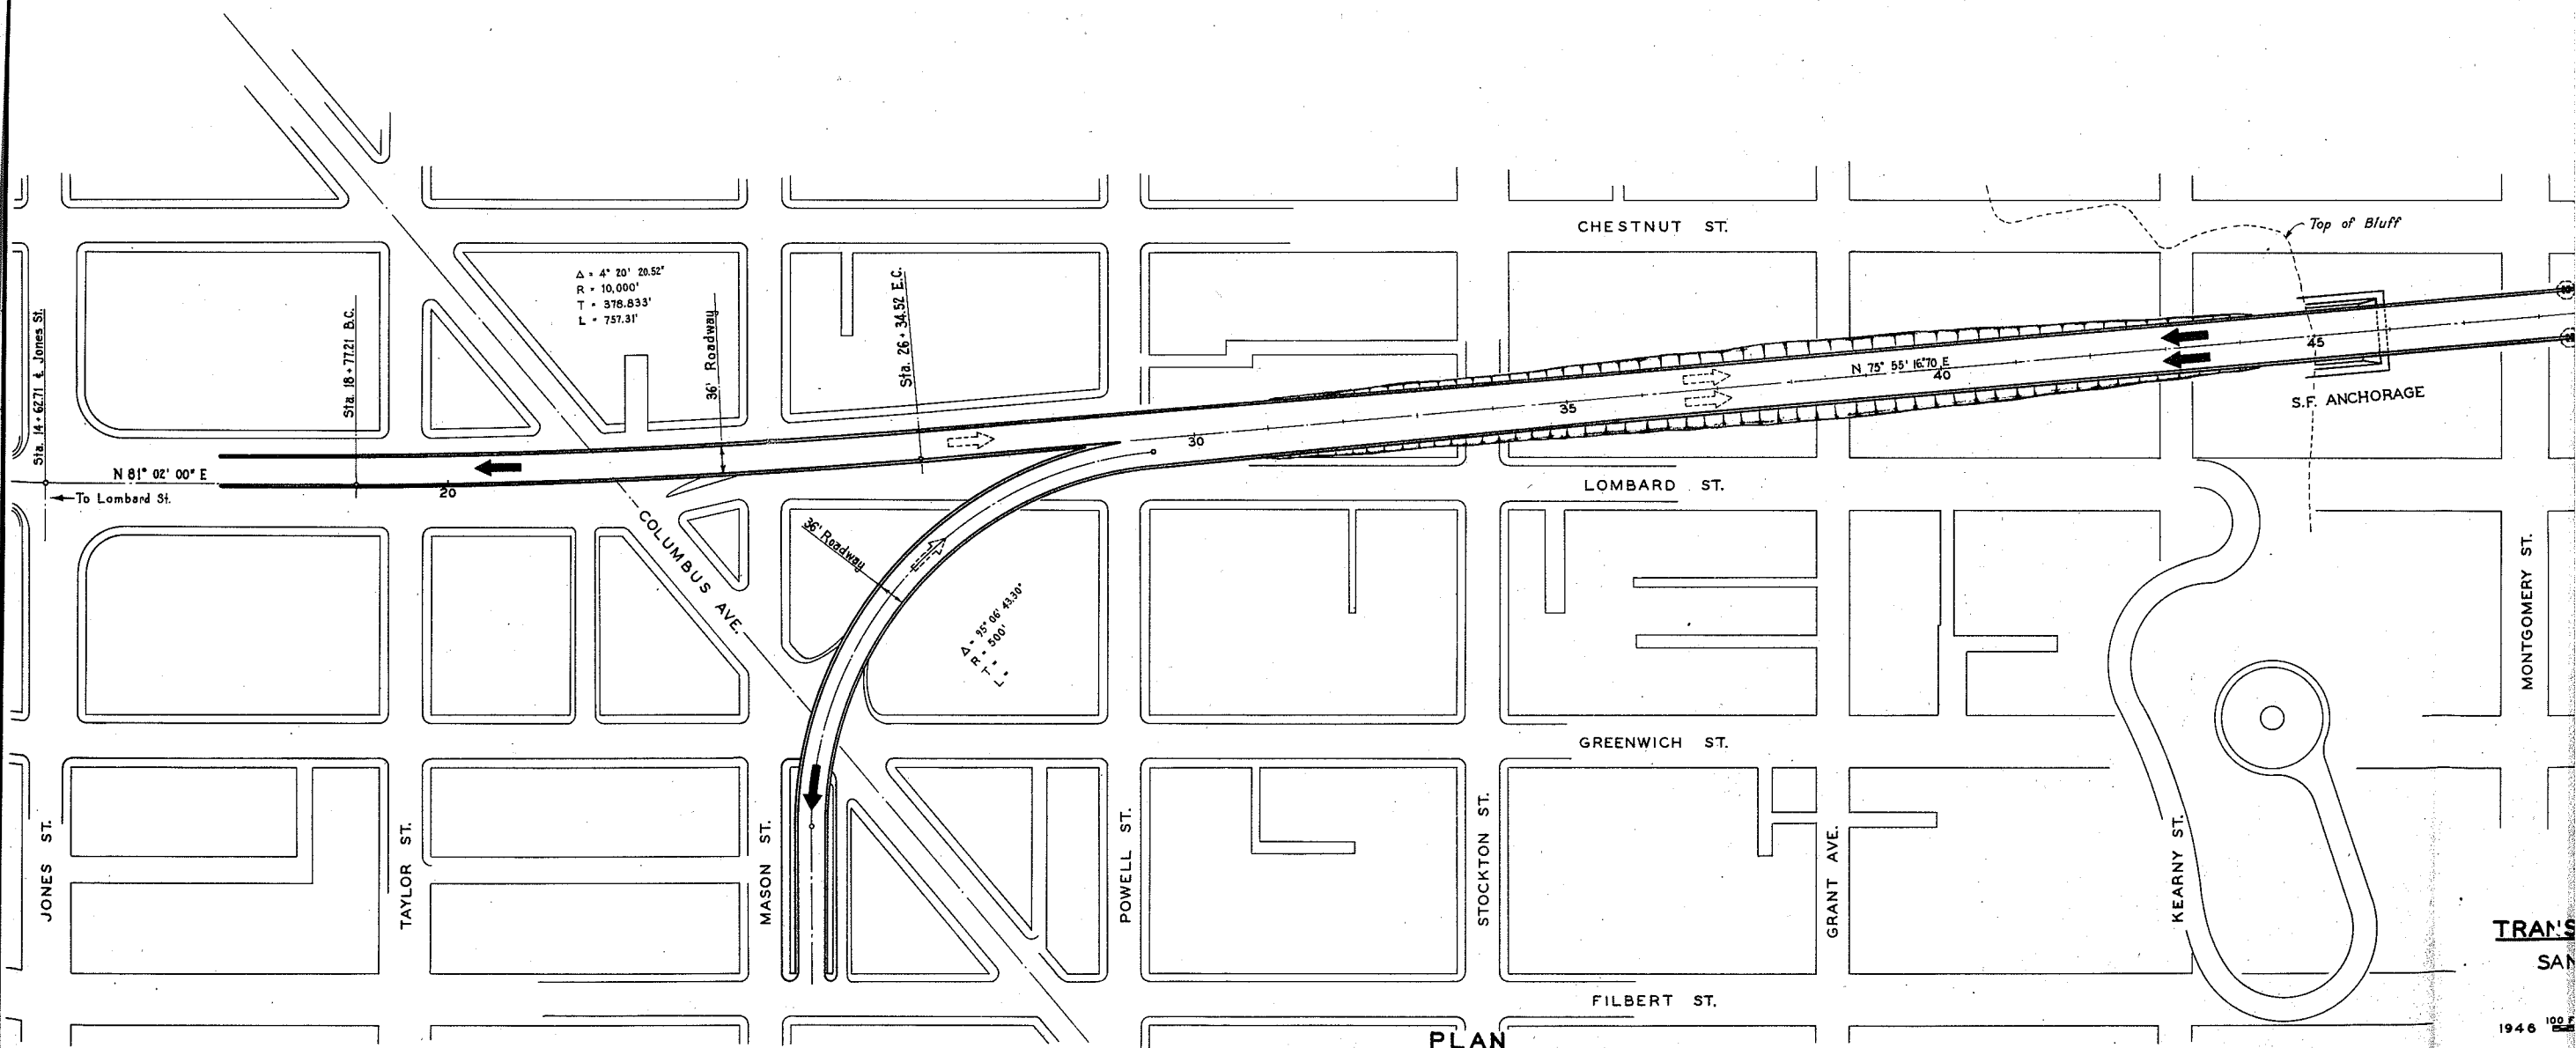 CHESTNUT ST.
Top of Bluff
Δ = 4° 20' 20.52"
R = 10,000'
T = 378.833'
L = 757.31'
Sta. 14 + 62.71 ℄ Jones St.
Sta. 18 + 77.21 B.C.
36' Roadway
Sta. 26 + 34.52 E.C.
N 75° 55' 16.70 E
45
40
35
30
20
S.F. ANCHORAGE
N 81° 02' 00" E
To Lombard St.
LOMBARD ST.
COLUMBUS AVE.
36' Roadway
Δ = 95° 06' 43.30"
R = 500'
T =
L =
MONTGOMERY ST.
GREENWICH ST.
JONES ST.
TAYLOR ST.
MASON ST.
POWELL ST.
STOCKTON ST.
GRANT AVE.
KEARNY ST.
TRANS
SAN
FILBERT ST.
PLAN
1946
100 F